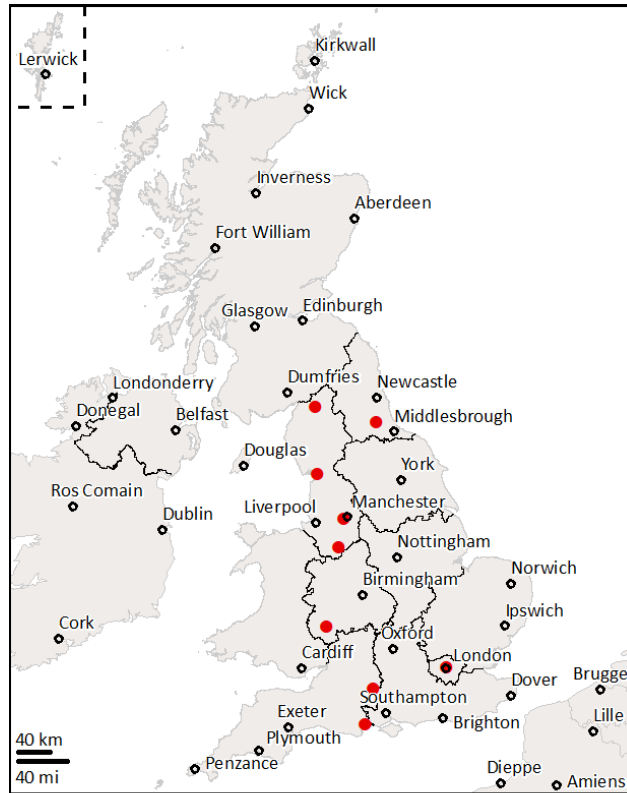 Kirkwall
Lerwick
Wick
Inverness
Aberdeen
Fort William
Glasgow
Edinburgh
Londonderry
Dumfries
Newcastle
Donegal
Belfast
Middlesbrough
Douglas
York
Ros Comain
Liverpool
Manchester
Dublin
Nottingham
Norwich
Birmingham
Ipswich
Cork
Oxford
Cardiff
London
Dover
Brugge
Southampton
Exeter
Brighton
Lille
Plymouth
40 km
Penzance
40 mi
Dieppe
Amiens